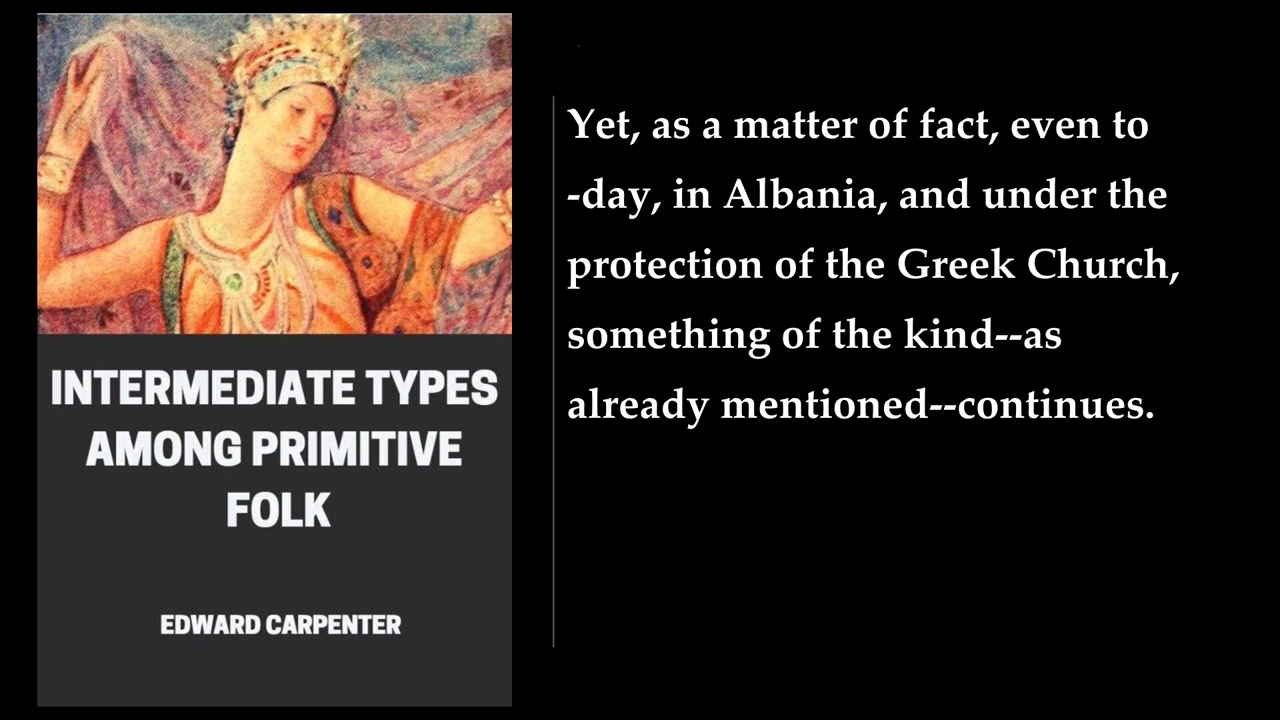 INTERMEDIATE TYPES
AMONG PRIMITIVE
FOLK
EDWARD CARPENTER
Yet, as a matter of fact, even to
-day, in Albania, and under the
protection of the Greek Church,
something of the kind--as
already mentioned--continues.